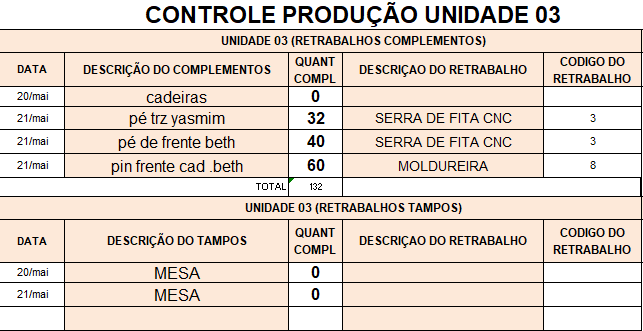 CONTROLE PRODUÇÃO UNIDADE 03
UNIDADE 03 (RETRABALHOS COMPLEMENTOS)
DATA DESCRIÇÃO DO COMPLEMENTOS QUANT COMPL DESCRIÇAO DO RETRABALHO CODIGO DO RETRABALHO
20/mai cadeiras 0
21/mai pé trz yasmim 32 SERRA DE FITA CNC 3
21/mai pé de frente beth 40 SERRA DE FITA CNC 3
21/mai pin frente cad .beth 60 MOLDUREIRA 8
TOTAL 132
UNIDADE 03 (RETRABALHOS TAMPOS)
DATA DESCRIÇÃO DO TAMPOS QUANT COMPL DESCRIÇAO DO RETRABALHO CODIGO DO RETRABALHO
20/mai MESA 0
21/mai MESA 0